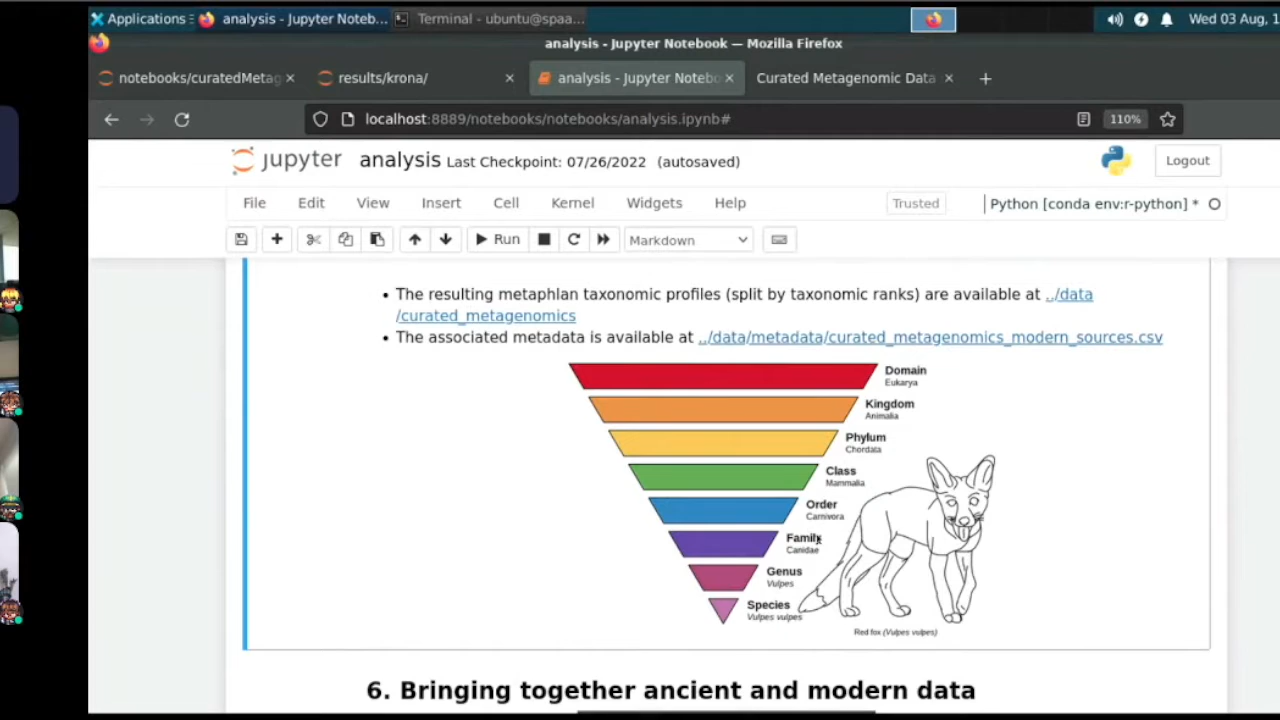 Applications
analysis - Jupyter Noteb...
Terminal - ubuntu@spaa...
Wed 03 Aug, 1
analysis - Jupyter Notebook — Mozilla Firefox
notebooks/curatedMetag
results/krona/
analysis - Jupyter Notebo
Curated Metagenomic Data
localhost:8889/notebooks/notebooks/analysis.ipynb#
110%
jupyter analysis Last Checkpoint: 07/26/2022 (autosaved)
Logout
File Edit View Insert Cell Kernel Widgets Help
Trusted
Python [conda env:r-python] *
Run
Markdown
• The resulting metaphlan taxonomic profiles (split by taxonomic ranks) are available at ../data
/curated_metagenomics
• The associated metadata is available at ../data/metadata/curated_metagenomics_modern_sources.csv
Domain
Eukarya
Kingdom
Animalia
Phylum
Chordata
Class
Mammalia
Order
Carnivora
Family
Canidae
Genus
Vulpes
Species
Vulpes vulpes
Red fox (Vulpes vulpes)
6. Bringing together ancient and modern data